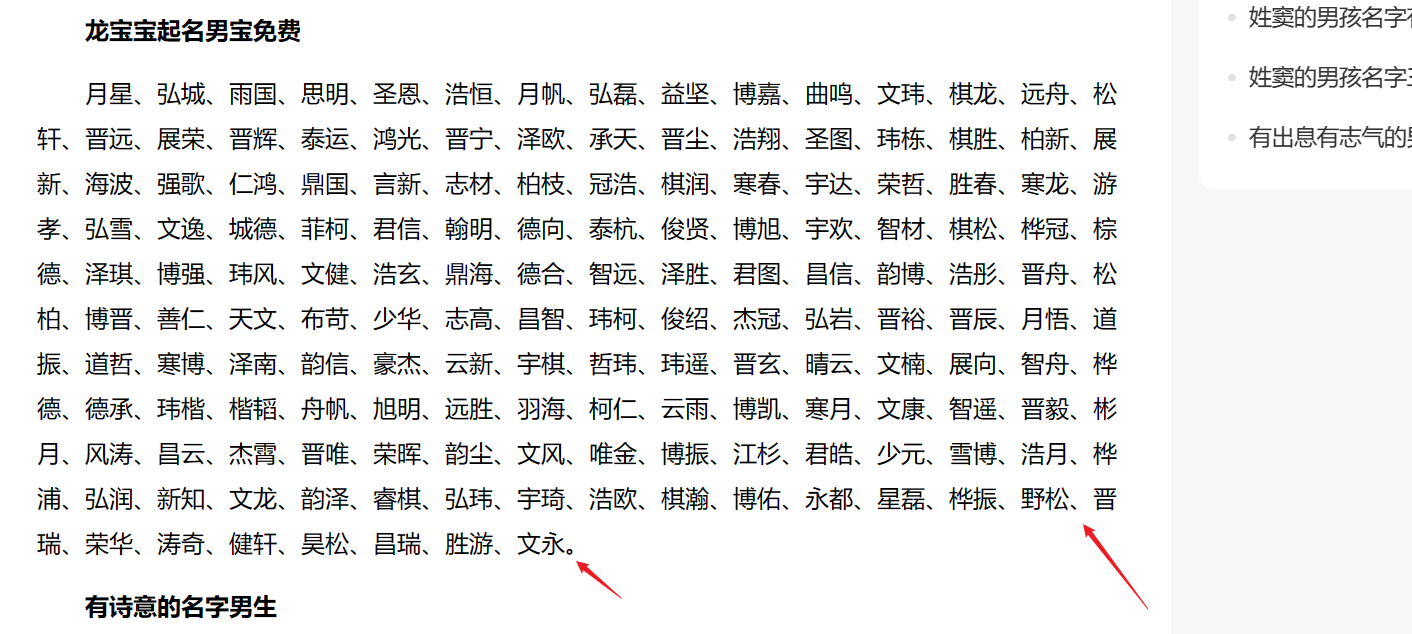 龙宝宝起名男宝免费
月星、弘城、雨国、思明、圣恩、浩恒、月帆、弘磊、益坚、博嘉、曲鸣、文玮、棋龙、远舟、松
轩、晋远、展荣、晋辉、泰运、鸿光、晋宁、泽欧、承天、晋尘、浩翔、圣图、玮栋、棋胜、柏新、展
新、海波、强歌、仁鸿、鼎国、言新、志材、柏枝、冠浩、棋润、寒春、宇达、荣哲、胜春、寒龙、游
孝、弘雪、文逸、城德、菲柯、君信、翰明、德向、泰杭、俊贤、博旭、宇欢、智材、棋松、桦冠、棕
德、泽琪、博强、玮风、文健、浩玄、鼎海、德合、智远、泽胜、君图、昌信、韵博、浩彤、晋舟、松
柏、博晋、善仁、天文、布苛、少华、志高、昌智、玮柯、俊绍、杰冠、弘岩、晋裕、晋辰、月悟、道
振、道哲、寒博、泽南、韵信、豪杰、云新、宇棋、哲玮、玮遥、晋玄、晴云、文楠、展向、智舟、桦
德、德承、玮楷、楷韬、舟帆、旭明、远胜、羽海、柯仁、云雨、博凯、寒月、文康、智遥、晋毅、彬
月、风涛、昌云、杰霄、晋唯、荣晖、韵尘、文风、唯金、博振、江杉、君皓、少元、雪博、浩月、桦
浦、弘润、新知、文龙、韵泽、睿棋、弘玮、宇琦、浩欧、棋瀚、博佑、永都、星磊、桦振、野松、晋
瑞、荣华、涛奇、健轩、昊松、昌瑞、胜游、文永。
有诗意的名字男生
姓窦的男孩名字
姓窦的男孩名字
有出息有志气的